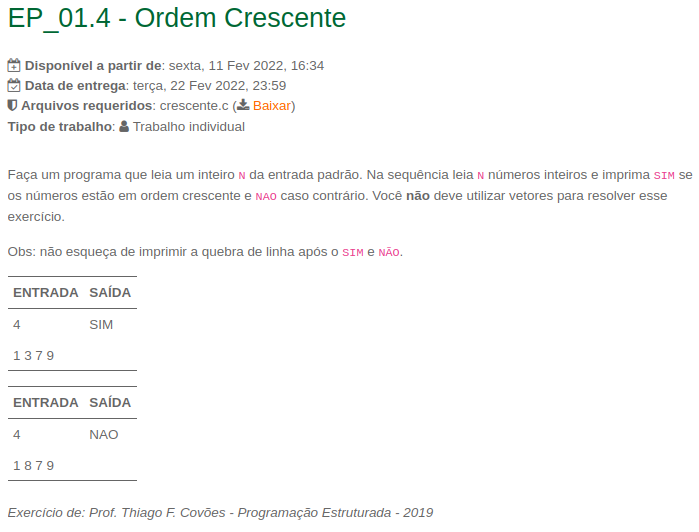 EP_01.4 - Ordem Crescente
Disponível a partir de: sexta, 11 Fev 2022, 16:34
Data de entrega: terça, 22 Fev 2022, 23:59
Arquivos requeridos: crescente.c (Baixar)
Tipo de trabalho: Trabalho individual
Faça um programa que leia um inteiro N da entrada padrão. Na sequência leia N números inteiros e imprima SIM se
os números estão em ordem crescente e NAO caso contrário. Você não deve utilizar vetores para resolver esse
exercício.
Obs: não esqueça de imprimir a quebra de linha após o SIM e NÃO.
ENTRADA SAÍDA
4 SIM
1 3 7 9
ENTRADA SAÍDA
4 NAO
1 8 7 9
Exercício de: Prof. Thiago F. Covões - Programação Estruturada - 2019